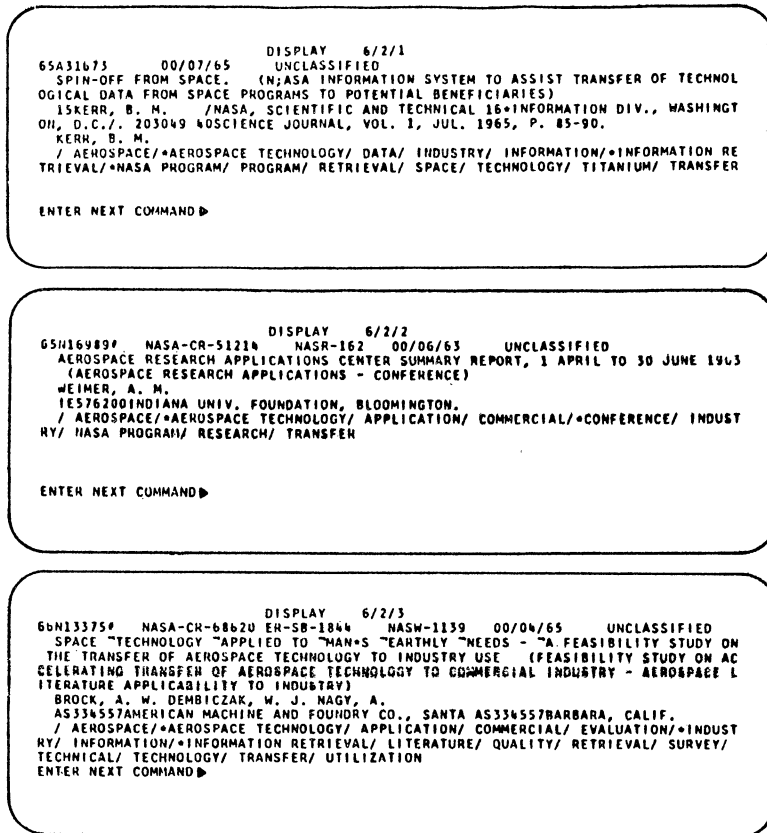 DISPLAY 6/2/1
65A31673 00/07/65 UNCLASSIFIED
SPIN-OFF FROM SPACE. (N;ASA INFORMATION SYSTEM TO ASSIST TRANSFER OF TECHNOL
OGICAL DATA FROM SPACE PROGRAMS TO POTENTIAL BENEFICIARIES)
15KERR, B. M. /NASA, SCIENTIFIC AND TECHNICAL 16*INFORMATION DIV., WASHINGT
ON, D.C./. 203049 40SCIENCE JOURNAL, VOL. 1, JUL. 1965, P. 85-90.
KERR, B. M.
/ AEROSPACE/*AEROSPACE TECHNOLOGY/ DATA/ INDUSTRY/ INFORMATION/*INFORMATION RE
TRIEVAL/*NASA PROGRAM/ PROGRAM/ RETRIEVAL/ SPACE/ TECHNOLOGY/ TITANIUM/ TRANSFER
ENTER NEXT COMMAND▶
DISPLAY 6/2/2
65N16989# NASA-CR-51214 NASR-162 00/06/63 UNCLASSIFIED
AEROSPACE RESEARCH APPLICATIONS CENTER SUMMARY REPORT, 1 APRIL TO 30 JUNE 1963
(AEROSPACE RESEARCH APPLICATIONS - CONFERENCE)
WEIMER, A. M.
IE576200INDIANA UNIV. FOUNDATION, BLOOMINGTON.
/ AEROSPACE/*AEROSPACE TECHNOLOGY/ APPLICATION/ COMMERCIAL/*CONFERENCE/ INDUST
RY/ NASA PROGRAM/ RESEARCH/ TRANSFER
ENTER NEXT COMMAND▶
DISPLAY 6/2/3
66N13375# NASA-CR-68620 ER-SB-1844 NASW-1139 00/04/65 UNCLASSIFIED
SPACE ¬TECHNOLOGY ¬APPLIED TO ¬MAN*S ¬EARTHLY ¬NEEDS - ¬A FEASIBILITY STUDY ON
THE TRANSFER OF AEROSPACE TECHNOLOGY TO INDUSTRY USE (FEASIBILITY STUDY ON AC
CELERATING TRANSFER OF AEROSPACE TECHNOLOGY TO COMMERCIAL INDUSTRY - AEROSPACE L
ITERATURE APPLICABILITY TO INDUSTRY)
BROCK, A. W. DEMBICZAK, W. J. NAGY, A.
AS334557AMERICAN MACHINE AND FOUNDRY CO., SANTA AS334557BARBARA, CALIF.
/ AEROSPACE/*AEROSPACE TECHNOLOGY/ APPLICATION/ COMMERCIAL/ EVALUATION/*INDUST
RY/ INFORMATION/*INFORMATION RETRIEVAL/ LITERATURE/ QUALITY/ RETRIEVAL/ SURVEY/
TECHNICAL/ TECHNOLOGY/ TRANSFER/ UTILIZATION
ENTER NEXT COMMAND▶